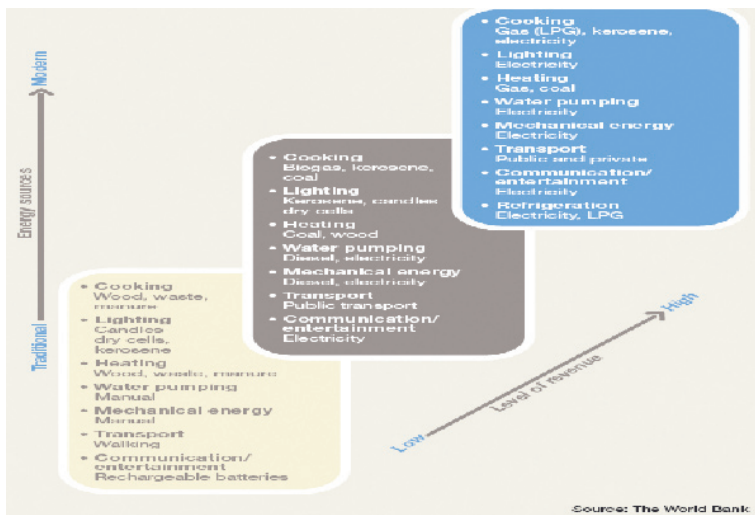 Modern
Energy sources
Traditional
• Cooking
Gas (LPG), kerosene,
electricity
• Lighting
Electricity
• Heating
Gas, coal
• Water pumping
Electricity
• Mechanical energy
Electricity
• Transport
Public and private
• Communication/
entertainment
Electricity
• Refrigeration
Electricity, LPG
• Cooking
Biogas, kerosene,
coal
• Lighting
Kerosene, candles
dry cells
• Heating
Coal, wood
• Water pumping
Diesel, electricity
• Mechanical energy
Diesel, electricity
• Transport
Public transport
• Communication/
entertainment
Electricity
• Cooking
Wood, waste,
manure
• Lighting
Candles
dry cells,
kerosene
• Heating
Wood, waste, manure
• Water pumping
Manual
• Mechanical energy
Manual
• Transport
Walking
• Communication/
entertainment
Rechargeable batteries
Low
Level of revenue
High
Source: The World Bank